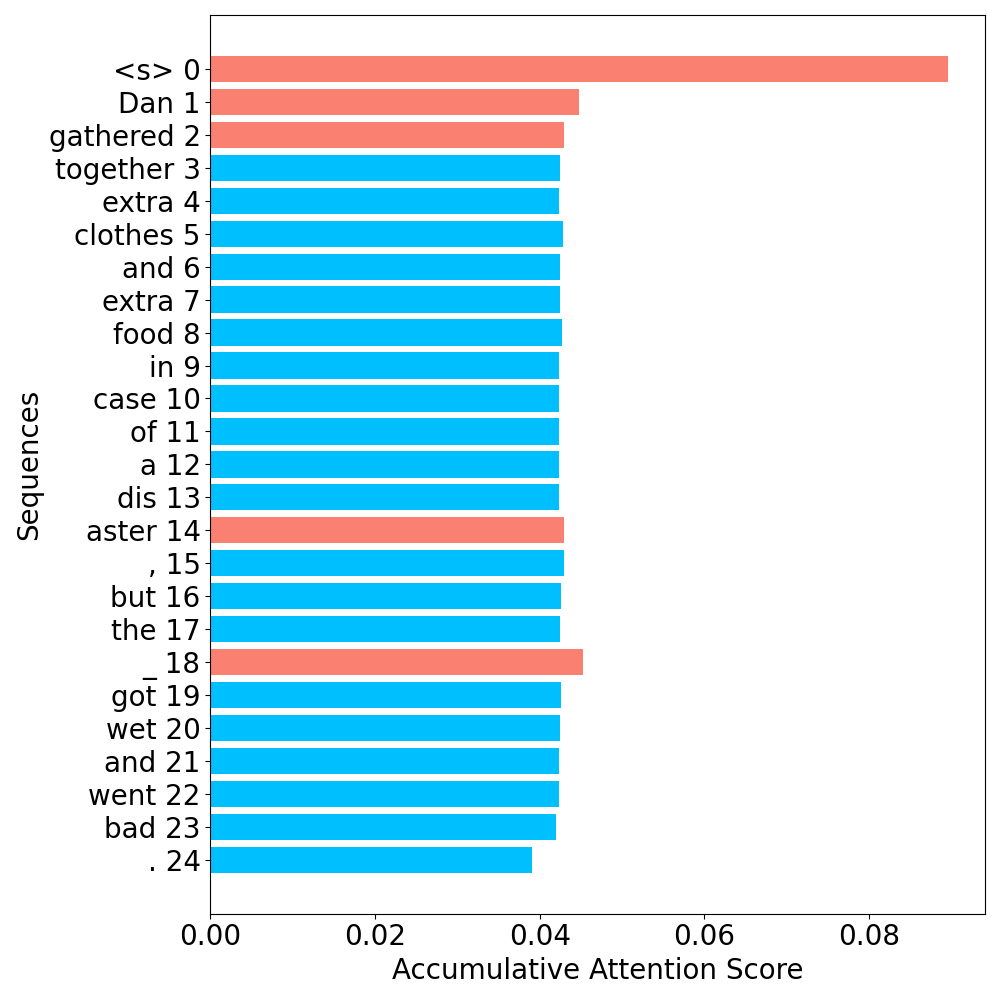 <s> 0
Dan 1
gathered 2
together 3
extra 4
clothes 5
and 6
extra 7
food 8
in 9
case 10
of 11
a 12
dis 13
aster 14
, 15
but 16
the 17
_ 18
got 19
wet 20
and 21
went 22
bad 23
. 24
Sequences
0.00 0.02 0.04 0.06 0.08
Accumulative Attention Score